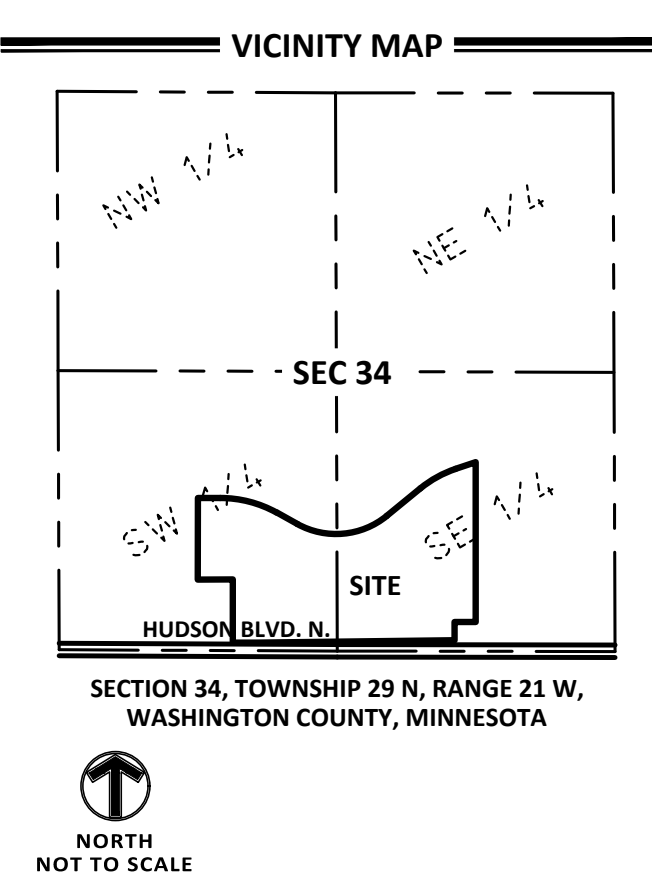 VICINITY MAP
NW 1/4
NE 1/4
SEC 34
SW 1/4
SE 1/4
SITE
HUDSON BLVD. N.
SECTION 34, TOWNSHIP 29 N, RANGE 21 W,
WASHINGTON COUNTY, MINNESOTA
NORTH
NOT TO SCALE